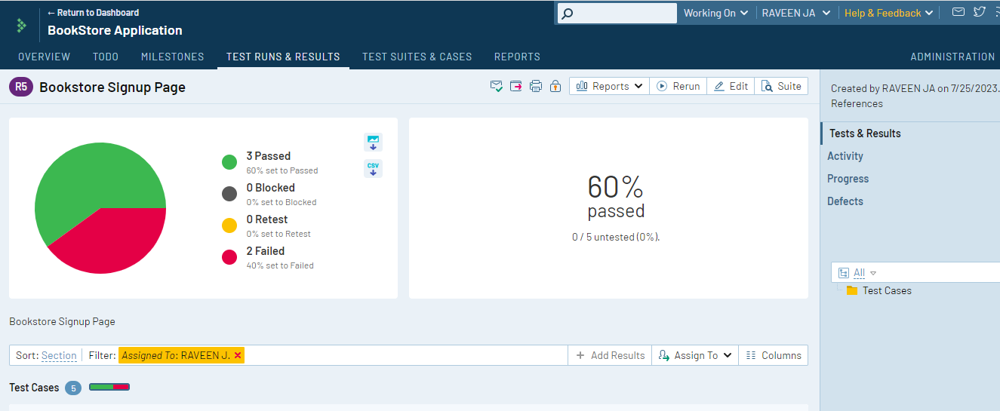 ← Return to Dashboard
BookStore Application
Working On
RAVEEN JA
Help & Feedback
OVERVIEW TODO MILESTONES TEST RUNS & RESULTS TEST SUITES & CASES REPORTS ADMINISTRATION
R5 Bookstore Signup Page
Reports Rerun Edit Suite
3 Passed
60% set to Passed
0 Blocked
0% set to Blocked
0 Retest
0% set to Retest
2 Failed
40% set to Failed
CSV
60%
passed
0 / 5 untested (0%).
Bookstore Signup Page
Sort: Section Filter: Assigned To: RAVEEN J. Add Results Assign To Columns
Test Cases 5
Created by RAVEEN JA on 7/25/2023.
References
Tests & Results
Activity
Progress
Defects
All
Test Cases